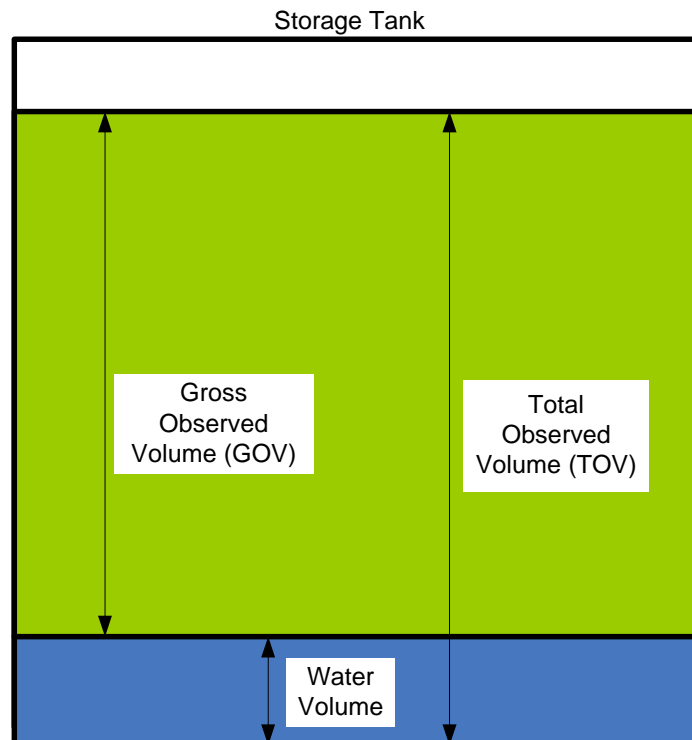 Storage Tank
Gross
Observed
Volume (GOV)
Total
Observed
Volume (TOV)
Water
Volume